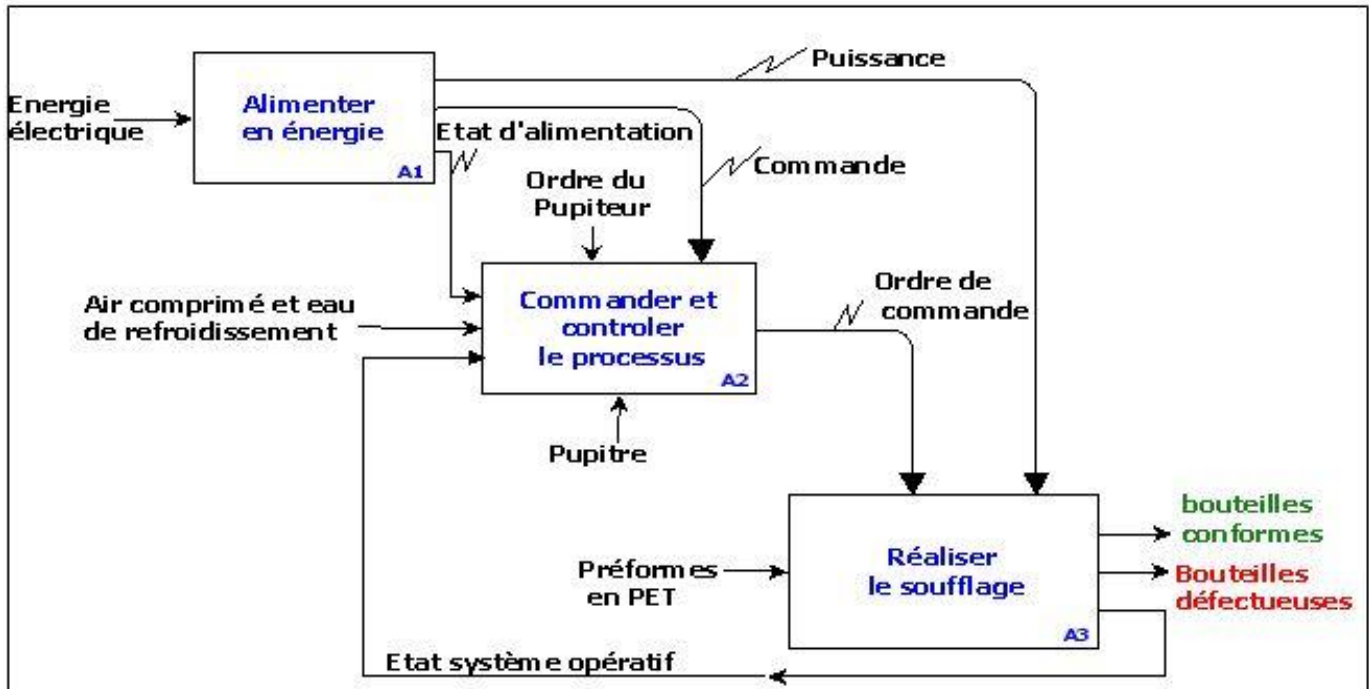 Puissance
Energie
électrique
Alimenter
en énergie
A1
Etat d'alimentation
Commande
Ordre du
Pupiteur
Air comprimé et eau
de refroidissement
Commander et
controler
le processus
A2
Ordre de
commande
Pupitre
Préformes
en PET
Réaliser
le soufflage
A3
bouteilles
conformes
Bouteilles
défectueuses
Etat système opératif